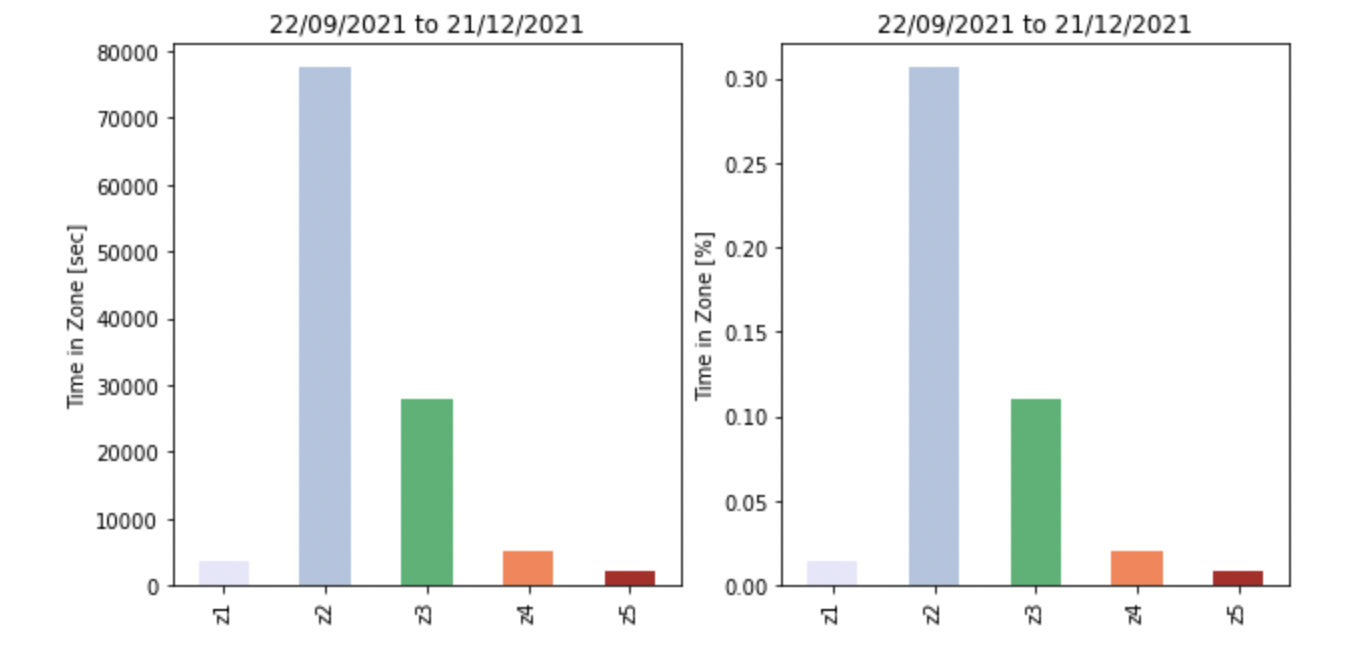 22/09/2021 to 21/12/2021
Time in Zone [sec]
80000
70000
60000
50000
40000
30000
20000
10000
0
z1 z2 z3 z4 z5
22/09/2021 to 21/12/2021
Time in Zone [%]
0.30
0.25
0.20
0.15
0.10
0.05
0.00
z1 z2 z3 z4 z5